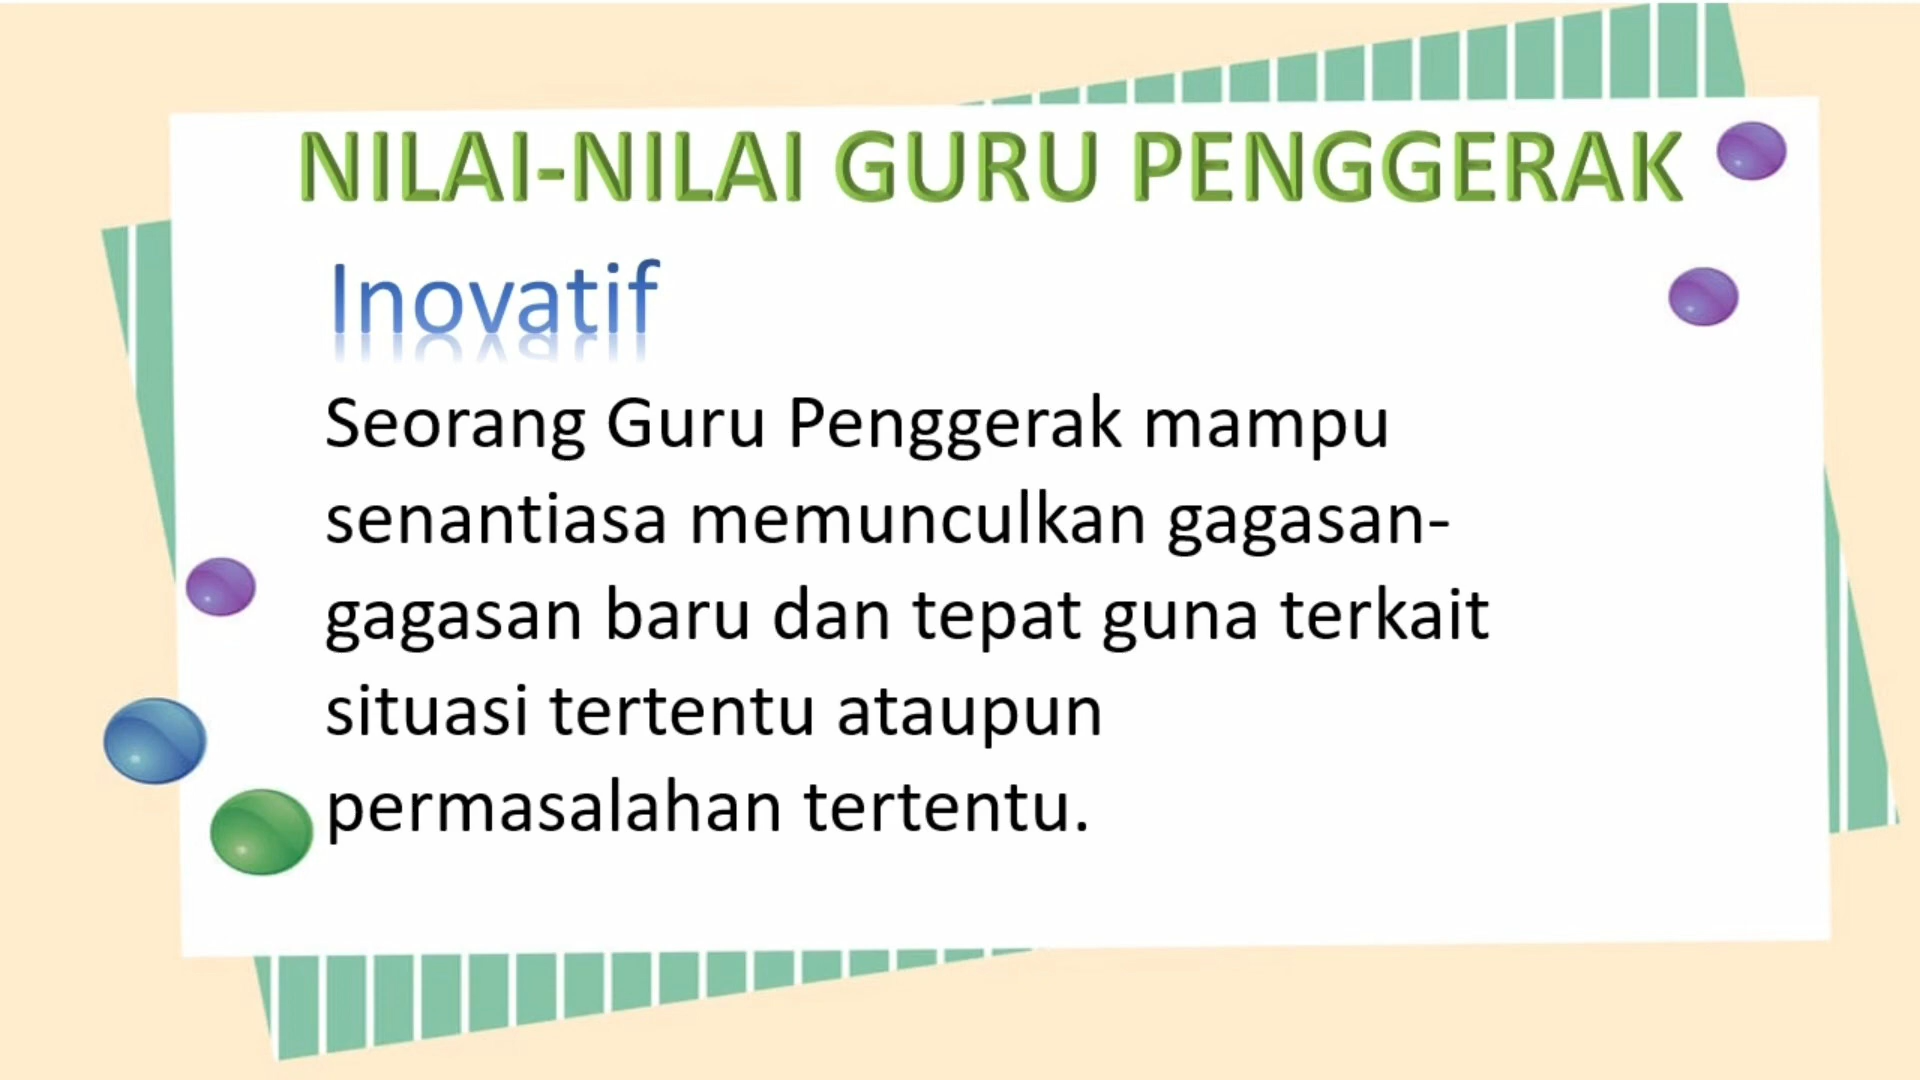 NILAI-NILAI GURU PENGGERAK
Inovatif
Seorang Guru Penggerak mampu
senantiasa memunculkan gagasan-
gagasan baru dan tepat guna terkait
situasi tertentu ataupun
permasalahan tertentu.